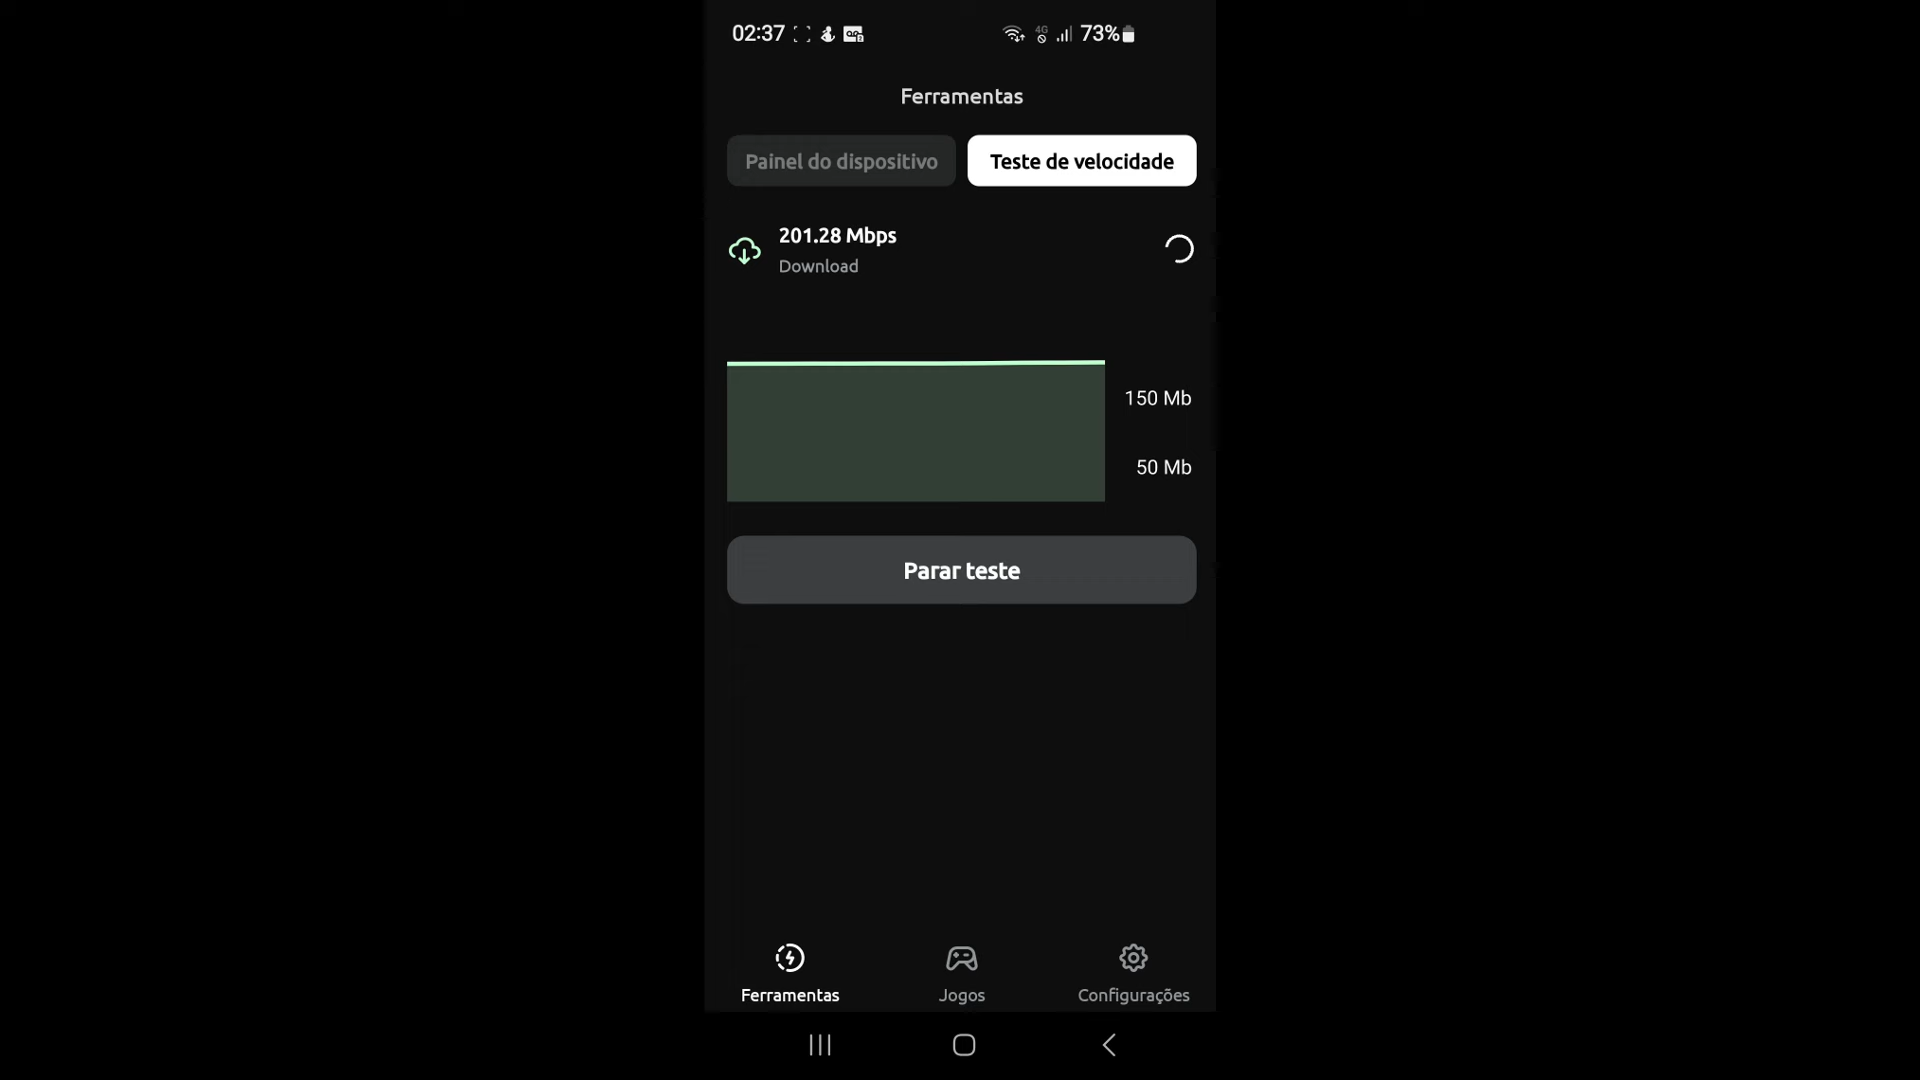 02:37
4G
73%
Ferramentas
Painel do dispositivo
Teste de velocidade
201.28 Mbps
Download
150 Mb
50 Mb
Parar teste
Ferramentas
Jogos
Configurações